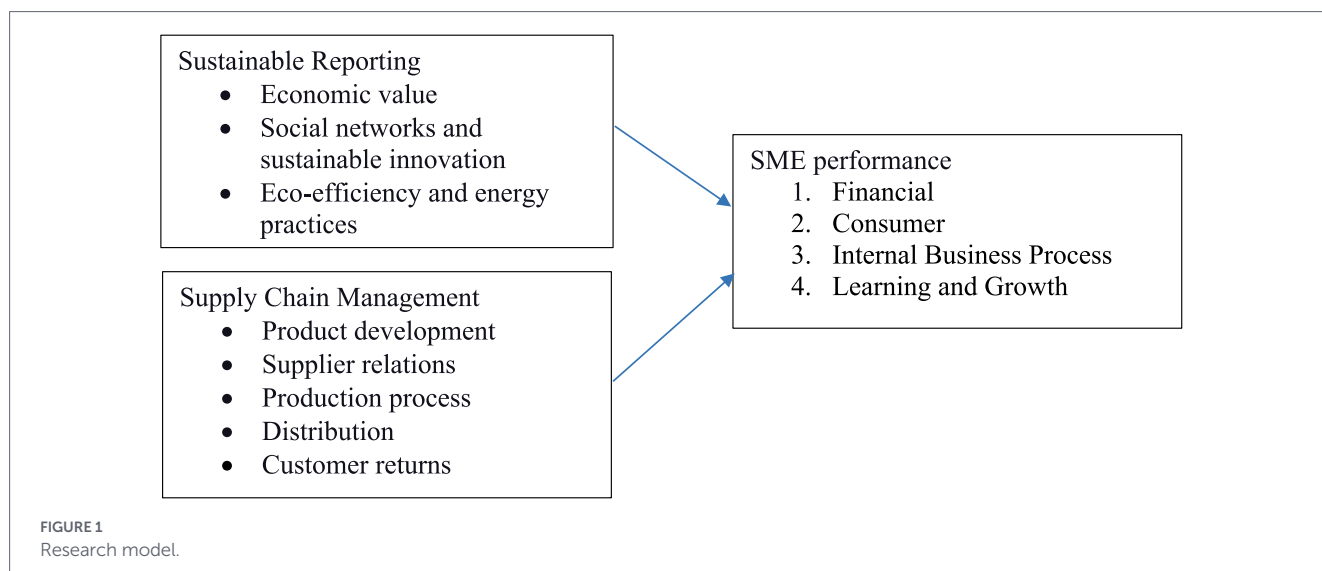 Sustainable Reporting
• Economic value
• Social networks and
sustainable innovation
• Eco-efficiency and energy
practices
Supply Chain Management
• Product development
• Supplier relations
• Production process
• Distribution
• Customer returns
SME performance
1. Financial
2. Consumer
3. Internal Business Process
4. Learning and Growth
FIGURE 1
Research model.